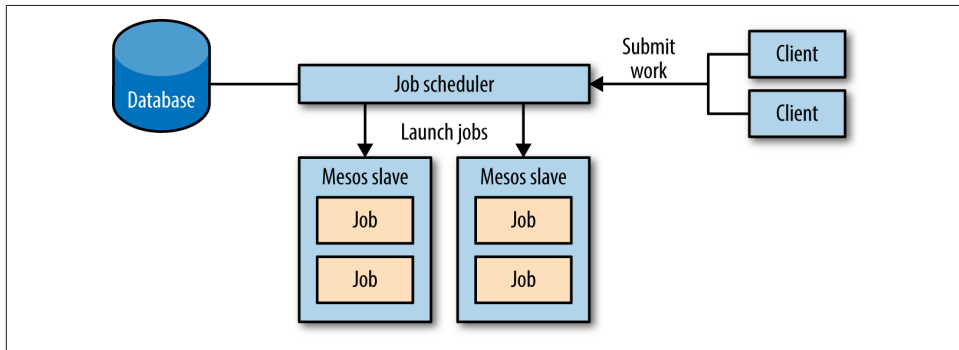 Database
Job scheduler
Submit
work
Client
Client
Launch jobs
Mesos slave
Job
Job
Mesos slave
Job
Job